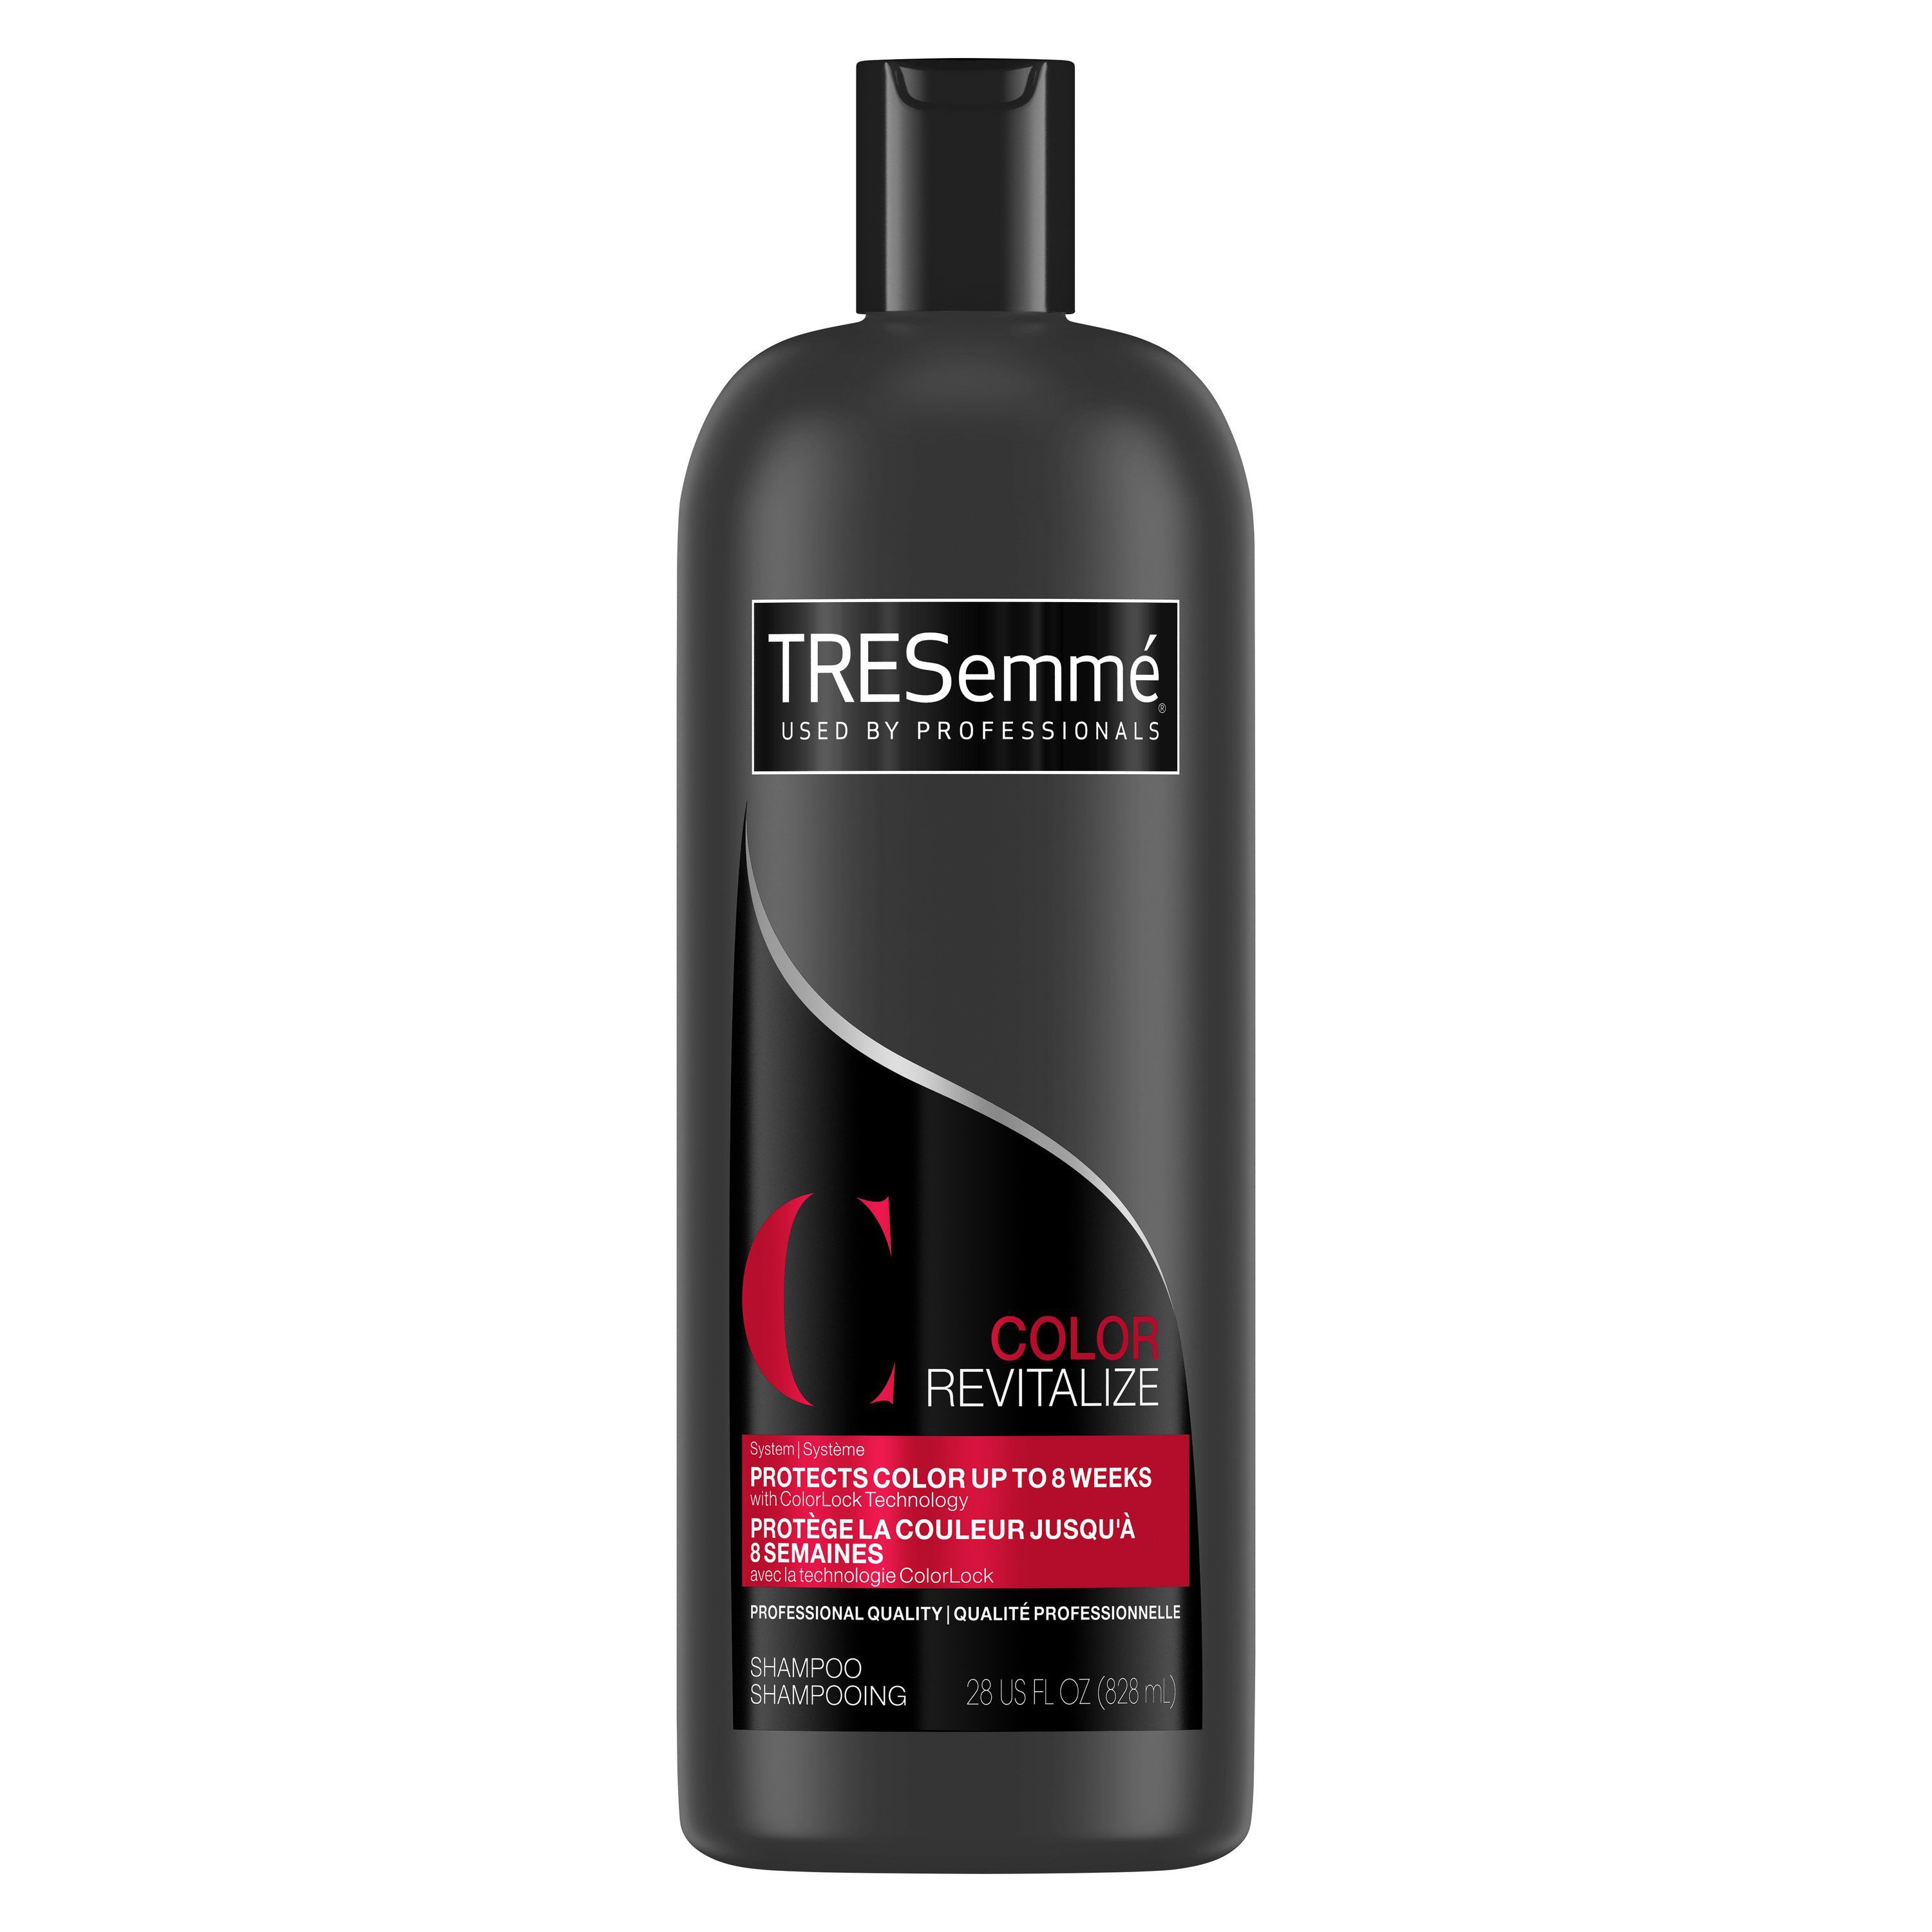 TRESemmé®
USED BY PROFESSIONALS
C
COLOR
REVITALIZE
System | Système
PROTECTS COLOR UP TO 8 WEEKS
with ColorLock Technology
PROTÈGE LA COULEUR JUSQU'À
8 SEMAINES
avec la technologie ColorLock
PROFESSIONAL QUALITY | QUALITÉ PROFESSIONNELLE
SHAMPOO
SHAMPOOING
28 US FL OZ (828 mL)